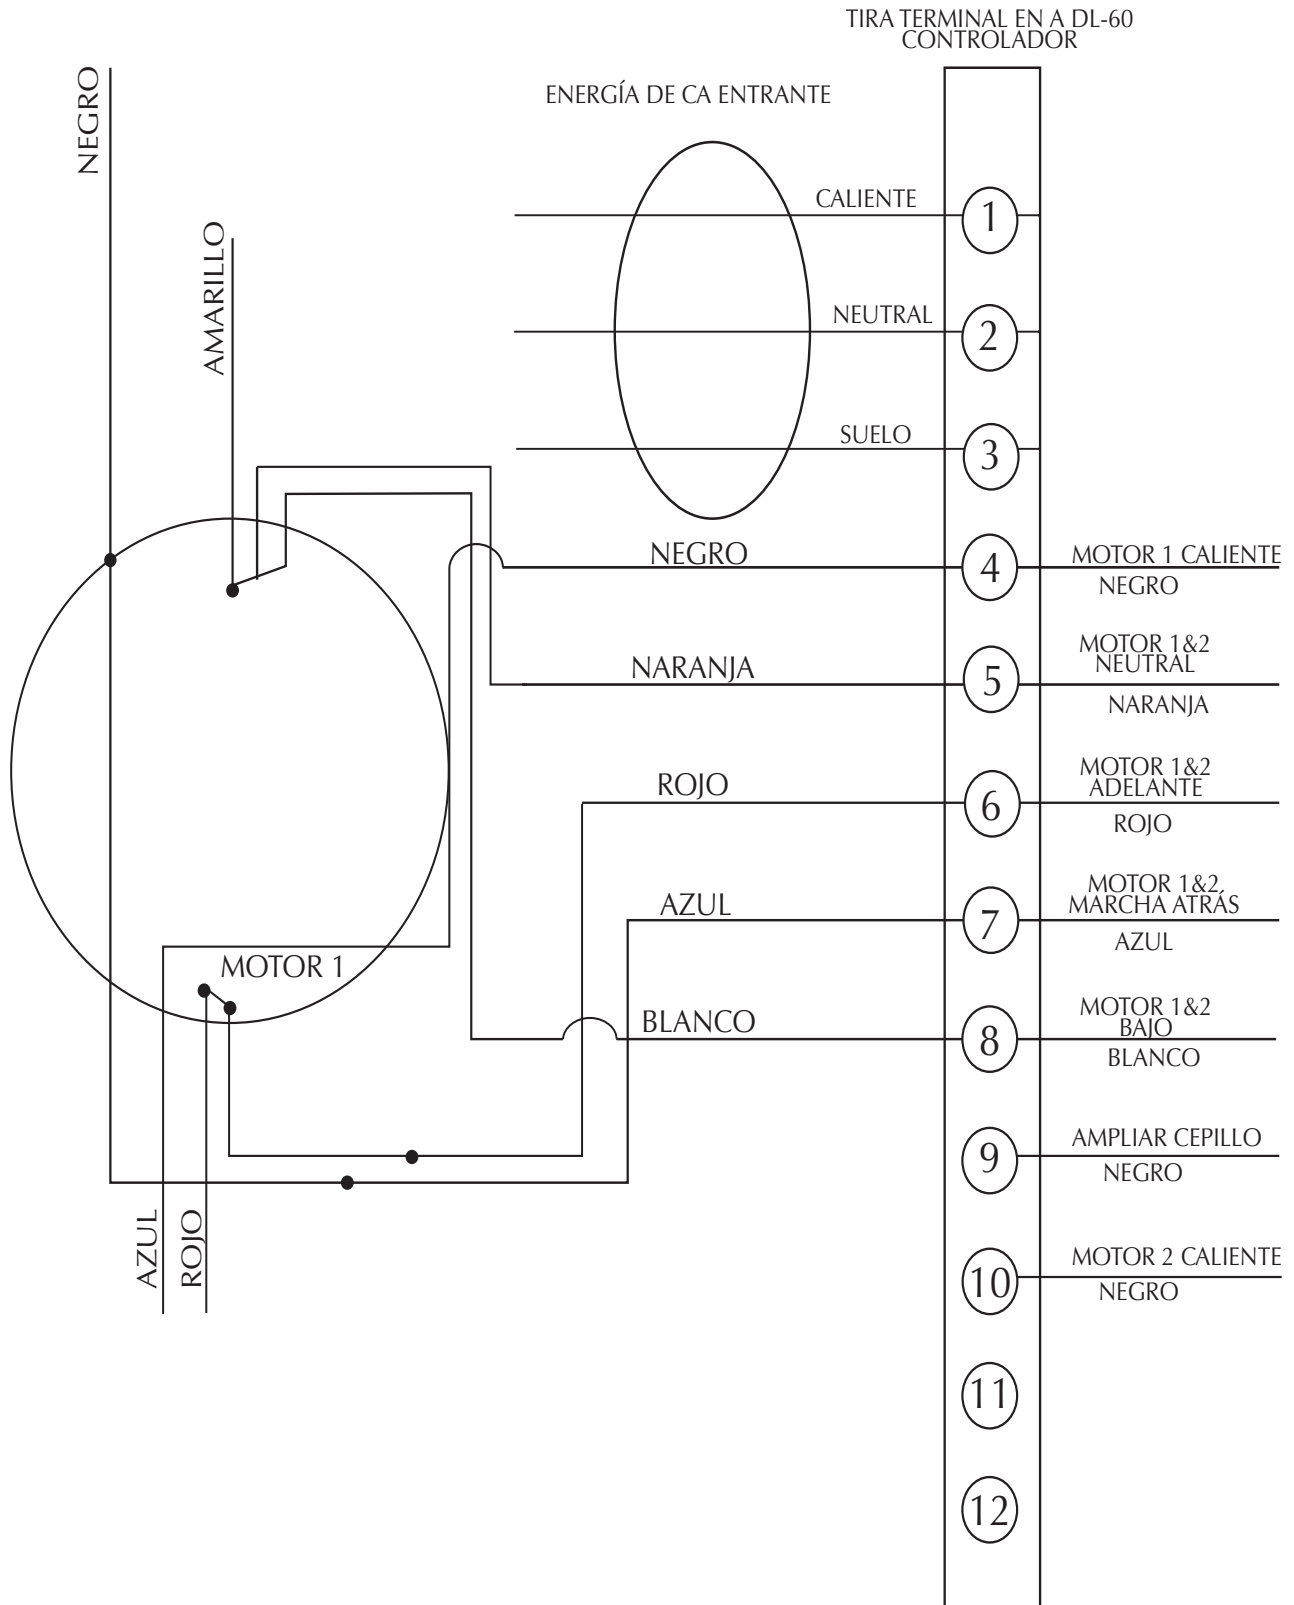 TIRA TERMINAL EN A DL-60
CONTROLADOR
ENERGÍA DE CA ENTRANTE
NEGRO
AMARILLO
CALIENTE
1
NEUTRAL
2
SUELO
3
NEGRO
4
MOTOR 1 CALIENTE
NEGRO
NARANJA
5
MOTOR 1&2
NEUTRAL
NARANJA
ROJO
6
MOTOR 1&2
ADELANTE
ROJO
AZUL
7
MOTOR 1&2
MARCHA ATRÁS
AZUL
MOTOR 1
BLANCO
8
MOTOR 1&2
BAJO
BLANCO
9
AMPLIAR CEPILLO
NEGRO
AZUL
ROJO
10
MOTOR 2 CALIENTE
NEGRO
11
12